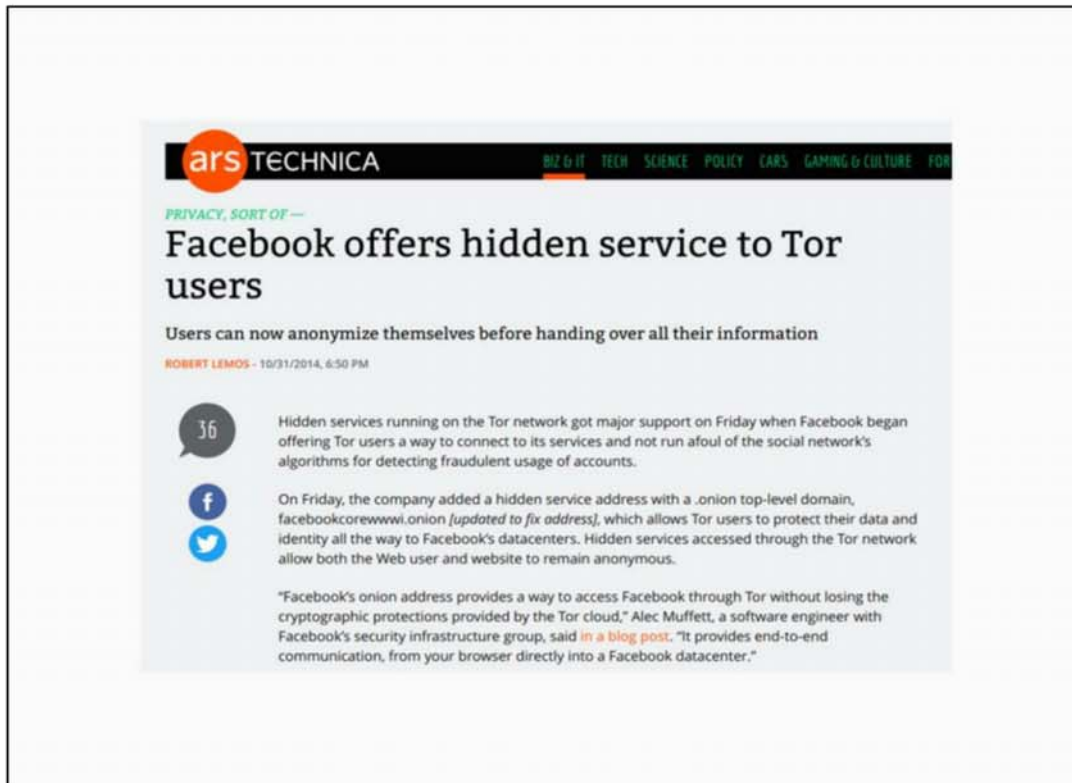 ars TECHNICA
BIZ & IT TECH SCIENCE POLICY CARS GAMING & CULTURE FOR
PRIVACY, SORT OF —
Facebook offers hidden service to Tor
users
Users can now anonymize themselves before handing over all their information
ROBERT LEMOS - 10/31/2014, 6:50 PM
36
Hidden services running on the Tor network got major support on Friday when Facebook began
offering Tor users a way to connect to its services and not run afoul of the social network's
algorithms for detecting fraudulent usage of accounts.
On Friday, the company added a hidden service address with a .onion top-level domain,
facebookcorewwwi.onion [updated to fix address], which allows Tor users to protect their data and
identity all the way to Facebook's datacenters. Hidden services accessed through the Tor network
allow both the Web user and website to remain anonymous.
"Facebook's onion address provides a way to access Facebook through Tor without losing the
cryptographic protections provided by the Tor cloud," Alec Muffett, a software engineer with
Facebook's security infrastructure group, said in a blog post. "It provides end-to-end
communication, from your browser directly into a Facebook datacenter."